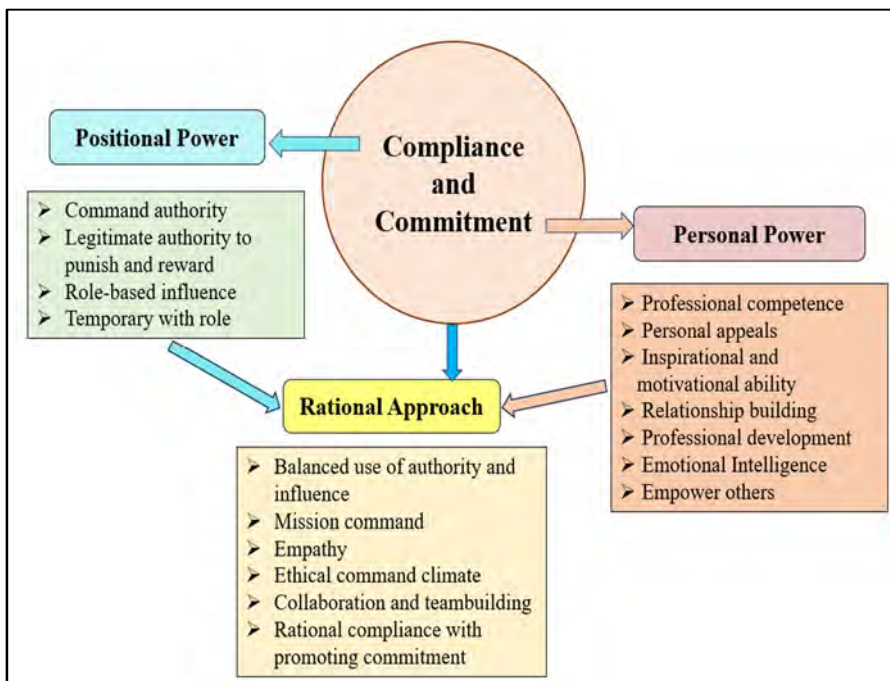 Compliance
and
Commitment
Positional Power
➢ Command authority
➢ Legitimate authority to
punish and reward
➢ Role-based influence
➢ Temporary with role
Personal Power
➢ Professional competence
➢ Personal appeals
➢ Inspirational and
motivational ability
➢ Relationship building
➢ Professional development
➢ Emotional Intelligence
➢ Empower others
Rational Approach
➢ Balanced use of authority and
influence
➢ Mission command
➢ Empathy
➢ Ethical command climate
➢ Collaboration and teambuilding
➢ Rational compliance with
promoting commitment